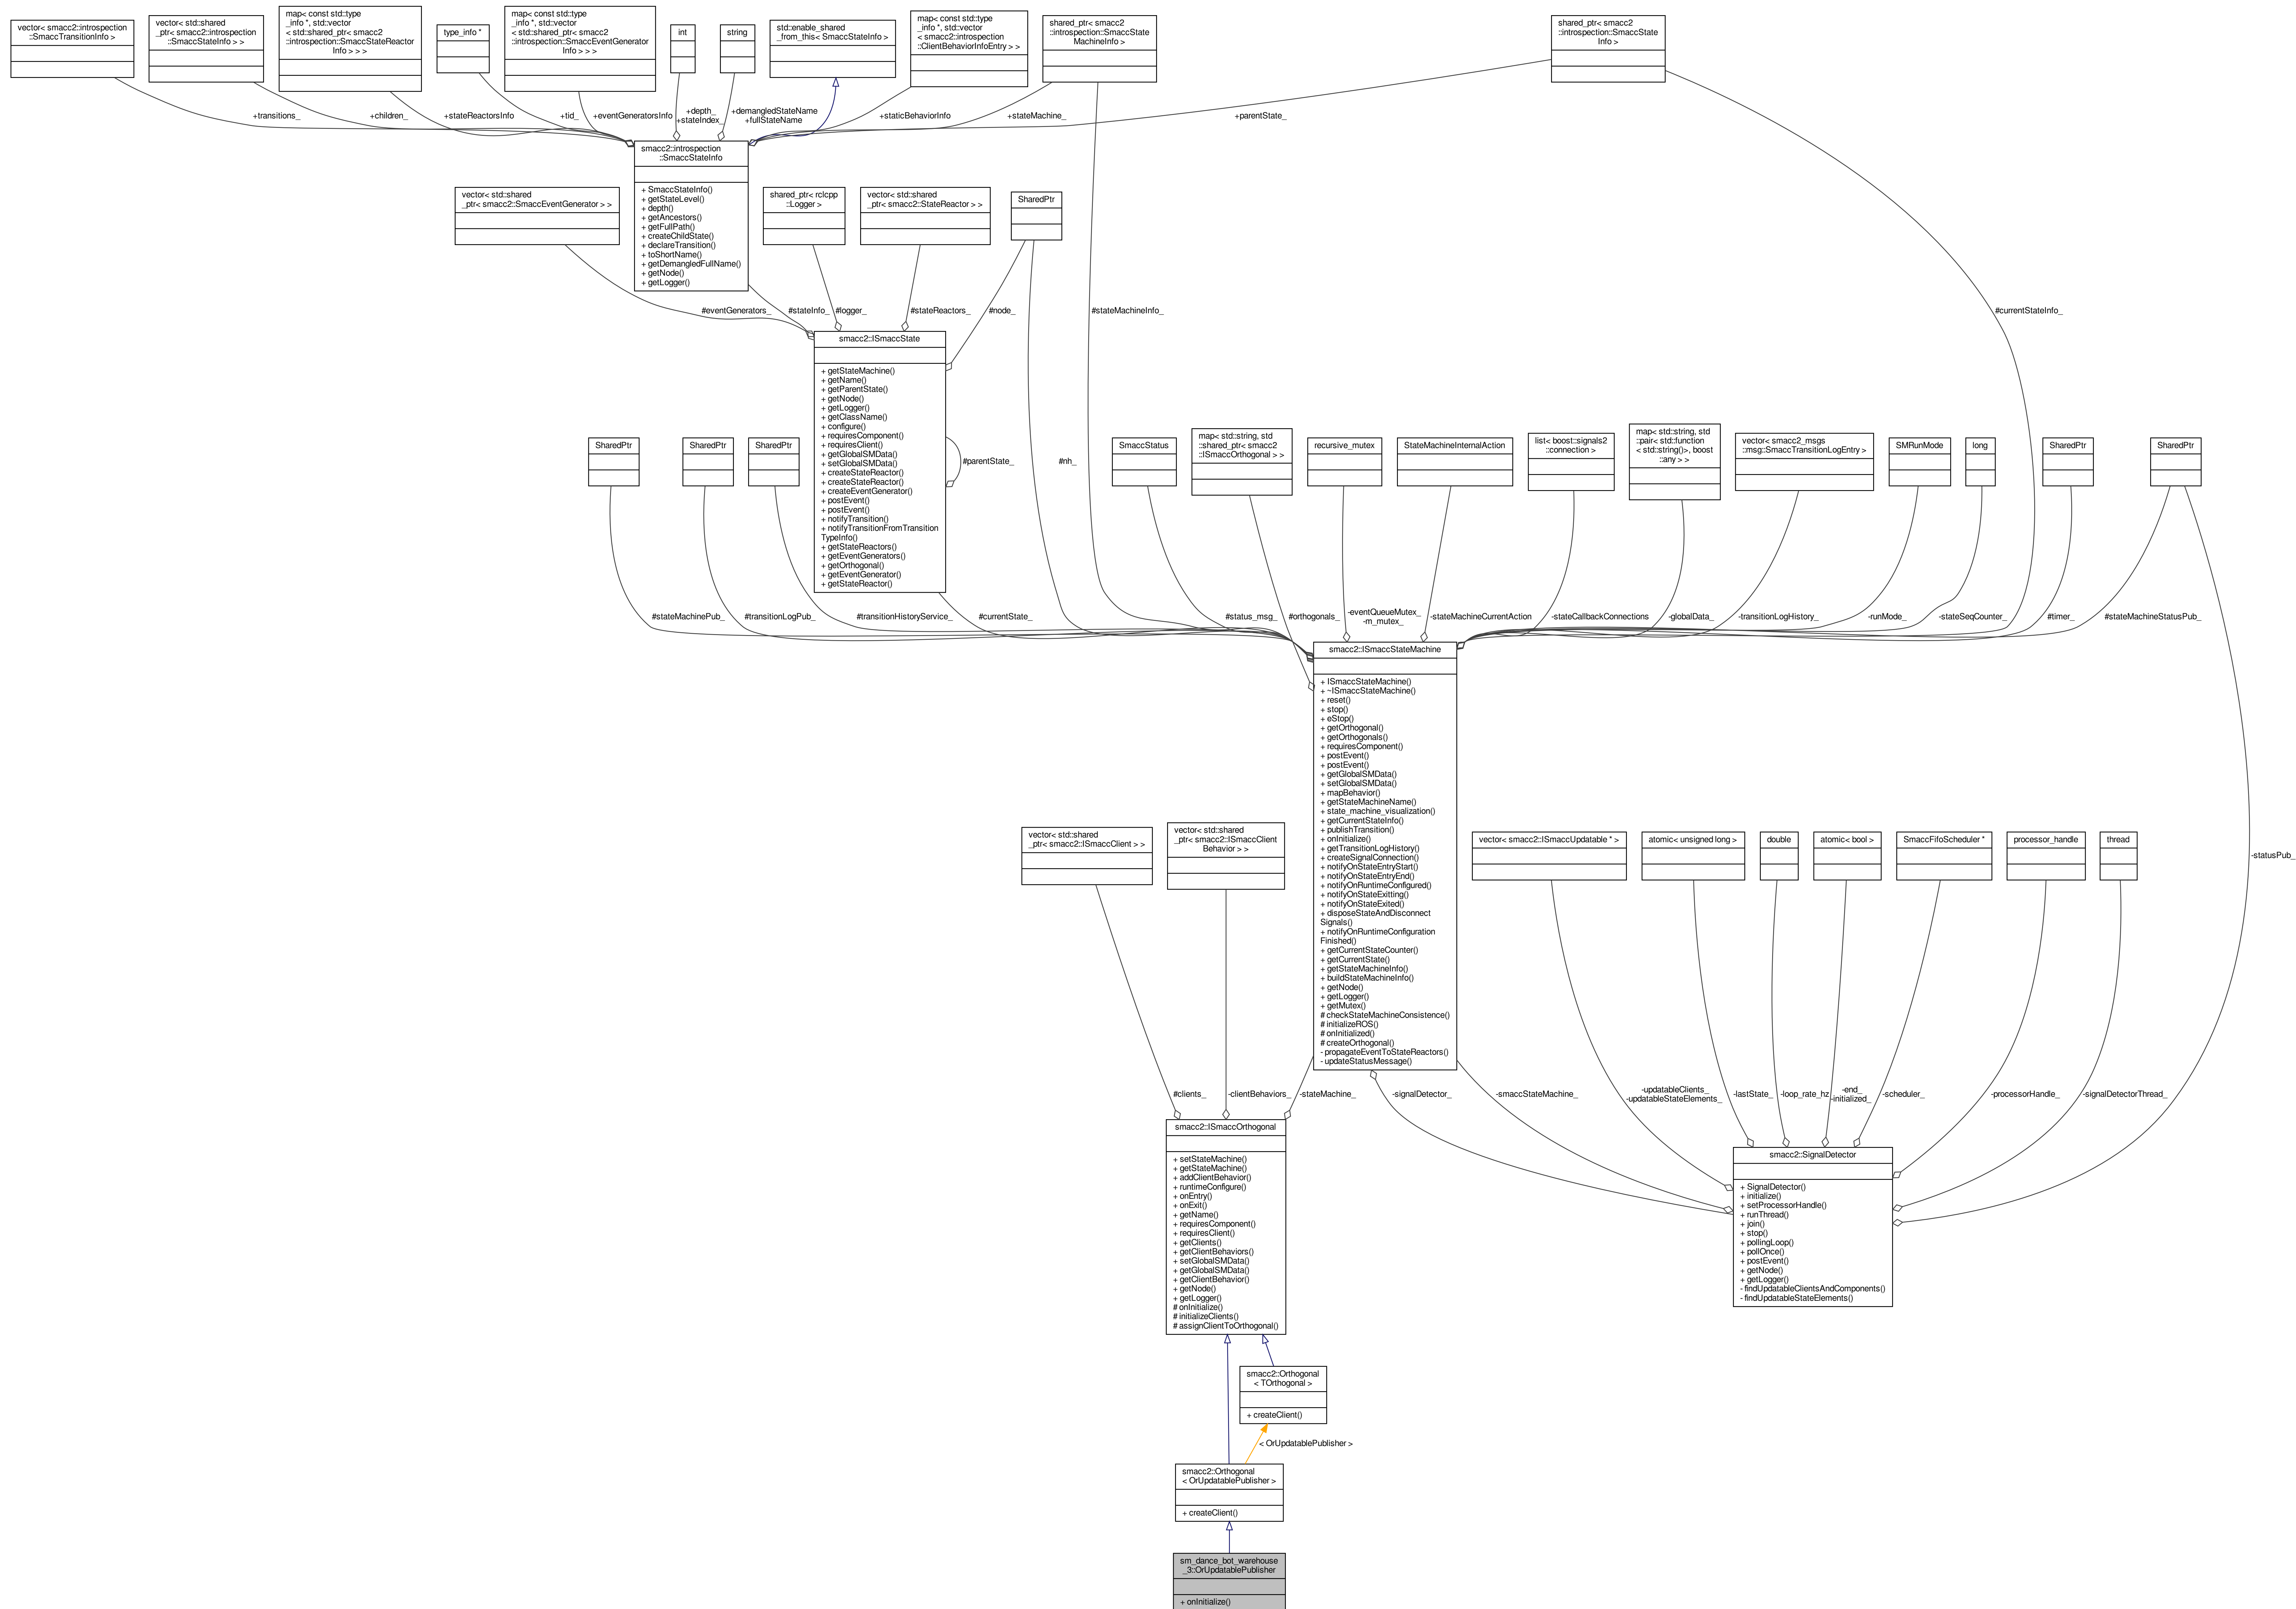 vector< smacc2::introspection
::SmaccTransitionInfo >
vector< std::shared
_ptr< smacc2::introspection
::SmaccStateInfo > >
map< const std::type
_info *, std::vector
< std::shared_ptr< smacc2
::introspection::SmaccStateReactor
Info > > >
type_info *
map< const std::type
_info *, std::vector
< std::shared_ptr< smacc2
::introspection::SmaccEventGenerator
Info > > >
int
string
std::enable_shared
_from_this< SmaccStateInfo >
map< const std::type
_info *, std::vector
< smacc2::introspection
::ClientBehaviorInfoEntry > >
shared_ptr< smacc2
::introspection::SmaccState
MachineInfo >
shared_ptr< smacc2
::introspection::SmaccState
Info >
+transitions_
+children_
+stateReactorsInfo
+tid_
+eventGeneratorsInfo
+depth_
+stateIndex_
+demangledStateName
+fullStateName
+staticBehaviorInfo
+stateMachine_
+parentState_
smacc2::introspection
::SmaccStateInfo
+ SmaccStateInfo()
+ getStateLevel()
+ depth()
+ getAncestors()
+ getFullPath()
+ createChildState()
+ declareTransition()
+ toShortName()
+ getDemangledFullName()
+ getNode()
+ getLogger()
vector< std::shared
_ptr< smacc2::SmaccEventGenerator > >
shared_ptr< rclcpp
::Logger >
vector< std::shared
_ptr< smacc2::StateReactor > >
SharedPtr
#eventGenerators_
#stateInfo_
#logger_
#stateReactors_
#node_
#stateMachineInfo_
#currentStateInfo_
smacc2::ISmaccState
+ getStateMachine()
+ getName()
+ getParentState()
+ getNode()
+ getLogger()
+ getClassName()
+ configure()
+ requiresComponent()
+ requiresClient()
+ getGlobalSMData()
+ setGlobalSMData()
+ createStateReactor()
+ createStateReactor()
+ createEventGenerator()
+ postEvent()
+ postEvent()
+ notifyTransition()
+ notifyTransitionFromTransition
TypeInfo()
+ getStateReactors()
+ getEventGenerators()
+ getOrthogonal()
+ getEventGenerator()
+ getStateReactor()
#parentState_
#nh_
SharedPtr
SharedPtr
SharedPtr
SmaccStatus
map< std::string, std
::shared_ptr< smacc2
::ISmaccOrthogonal > >
recursive_mutex
StateMachineInternalAction
list< boost::signals2
::connection >
map< std::string, std
::pair< std::function
< std::string()>, boost
::any > >
vector< smacc2_msgs
::msg::SmaccTransitionLogEntry >
SMRunMode
long
SharedPtr
SharedPtr
#stateMachinePub_
#transitionLogPub_
#transitionHistoryService_
#currentState_
#status_msg_
#orthogonals_
-eventQueueMutex_
-m_mutex_
-stateMachineCurrentAction
-stateCallbackConnections
-globalData_
-transitionLogHistory_
-runMode_
-stateSeqCounter_
#timer_
#stateMachineStatusPub_
smacc2::ISmaccStateMachine
+ ISmaccStateMachine()
+ ~ISmaccStateMachine()
+ reset()
+ stop()
+ eStop()
+ getOrthogonal()
+ getOrthogonals()
+ requiresComponent()
+ postEvent()
+ postEvent()
+ getGlobalSMData()
+ setGlobalSMData()
+ mapBehavior()
+ getStateMachineName()
+ state_machine_visualization()
+ getCurrentStateInfo()
+ publishTransition()
+ onInitialize()
+ getTransitionLogHistory()
+ createSignalConnection()
+ notifyOnStateEntryStart()
+ notifyOnStateEntryEnd()
+ notifyOnRuntimeConfigured()
+ notifyOnStateExitting()
+ notifyOnStateExited()
+ disposeStateAndDisconnect
Signals()
+ notifyOnRuntimeConfiguration
Finished()
+ getCurrentStateCounter()
+ getCurrentState()
+ getStateMachineInfo()
+ buildStateMachineInfo()
+ getNode()
+ getLogger()
+ getMutex()
# checkStateMachineConsistence()
# initializeROS()
# onInitialized()
# createOrthogonal()
- propagateEventToStateReactors()
- updateStatusMessage()
vector< std::shared
_ptr< smacc2::ISmaccClient > >
vector< std::shared
_ptr< smacc2::ISmaccClient
Behavior > >
vector< smacc2::ISmaccUpdatable * >
atomic< unsigned long >
double
atomic< bool >
SmaccFifoScheduler *
processor_handle
thread
-statusPub_
#clients_
-clientBehaviors_
-stateMachine_
-signalDetector_
-smaccStateMachine_
-updatableClients_
-updatableStateElements_
-lastState_
-loop_rate_hz
-end_
-initialized_
-scheduler_
-processorHandle_
-signalDetectorThread_
smacc2::ISmaccOrthogonal
+ setStateMachine()
+ getStateMachine()
+ addClientBehavior()
+ runtimeConfigure()
+ onEntry()
+ onExit()
+ getName()
+ requiresComponent()
+ requiresClient()
+ getClients()
+ getClientBehaviors()
+ setGlobalSMData()
+ getGlobalSMData()
+ getClientBehavior()
+ getNode()
+ getLogger()
# onInitialize()
# initializeClients()
# assignClientToOrthogonal()
smacc2::SignalDetector
+ SignalDetector()
+ initialize()
+ setProcessorHandle()
+ runThread()
+ join()
+ stop()
+ pollingLoop()
+ pollOnce()
+ postEvent()
+ getNode()
+ getLogger()
- findUpdatableClientsAndComponents()
- findUpdatableStateElements()
smacc2::Orthogonal
< TOrthogonal >
+ createClient()
< OrUpdatablePublisher >
smacc2::Orthogonal
< OrUpdatablePublisher >
+ createClient()
sm_dance_bot_warehouse
_3::OrUpdatablePublisher
+ onInitialize()